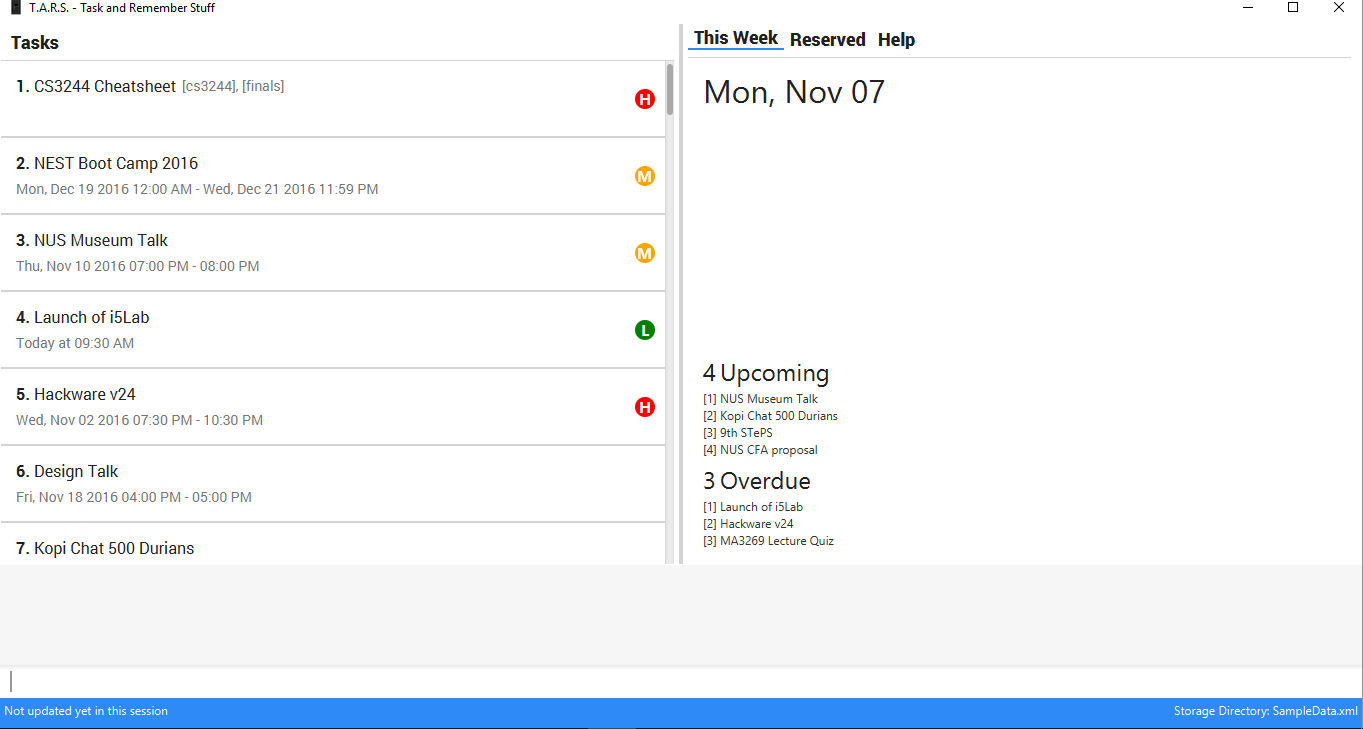 T.A.R.S. - Task and Remember Stuff
Tasks
1. CS3244 Cheatsheet [cs3244], [finals]
H
2. NEST Boot Camp 2016
Mon, Dec 19 2016 12:00 AM - Wed, Dec 21 2016 11:59 PM
M
3. NUS Museum Talk
Thu, Nov 10 2016 07:00 PM - 08:00 PM
M
4. Launch of i5Lab
Today at 09:30 AM
L
5. Hackware v24
Wed, Nov 02 2016 07:30 PM - 10:30 PM
H
6. Design Talk
Fri, Nov 18 2016 04:00 PM - 05:00 PM
7. Kopi Chat 500 Durians
This Week Reserved Help
Mon, Nov 07
4 Upcoming
[1] NUS Museum Talk
[2] Kopi Chat 500 Durians
[3] 9th STePS
[4] NUS CFA proposal
3 Overdue
[1] Launch of i5Lab
[2] Hackware v24
[3] MA3269 Lecture Quiz
Not updated yet in this session
Storage Directory: SampleData.xml